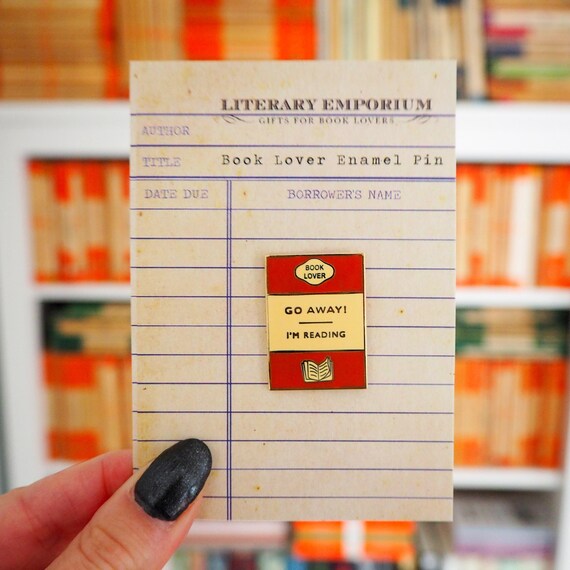 LITERARY EMPORIUM
GIFTS FOR BOOK LOVERS
AUTHOR
TITLE Book Lover Enamel Pin
DATE DUE BORROWER'S NAME
BOOK
LOVER
GO AWAY!
I'M READING